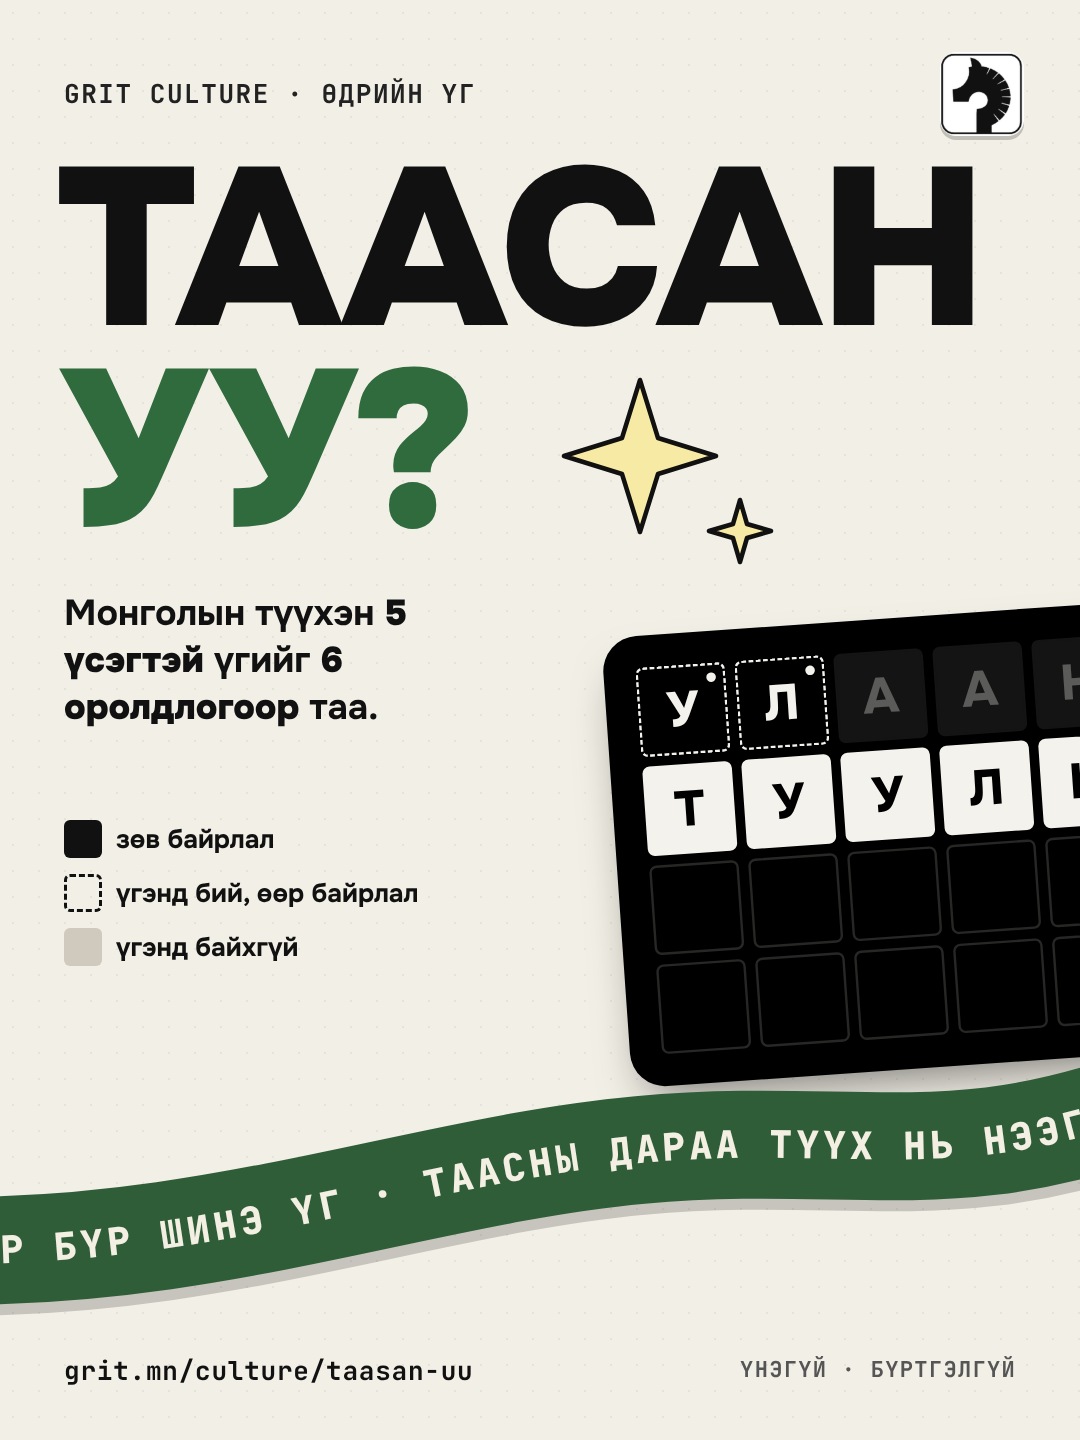 GRIT CULTURE · ӨДРИЙН ҮГ
ТААСАН
УУ?
Монголын түүхэн 5
үсэгтэй үгийг 6
оролдлогоор таа.
У Л А А Н
Т У У Л
зөв байрлал
үгэнд бий, өөр байрлал
үгэнд байхгүй
Р БҮР ШИНЭ ҮГ · ТААСНЫ ДАРАА ТҮҮХ НЬ НЭЭГ
grit.mn/culture/taasan-uu
ҮНЭГҮЙ · БҮРТГЭЛГҮЙ